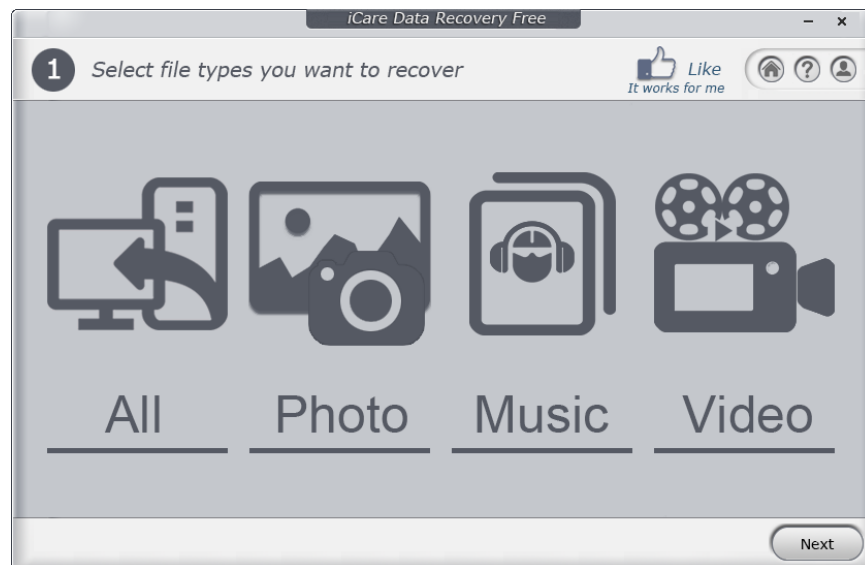 iCare Data Recovery Free
1 Select file types you want to recover
Like
It works for me
?
All Photo Music Video
Next